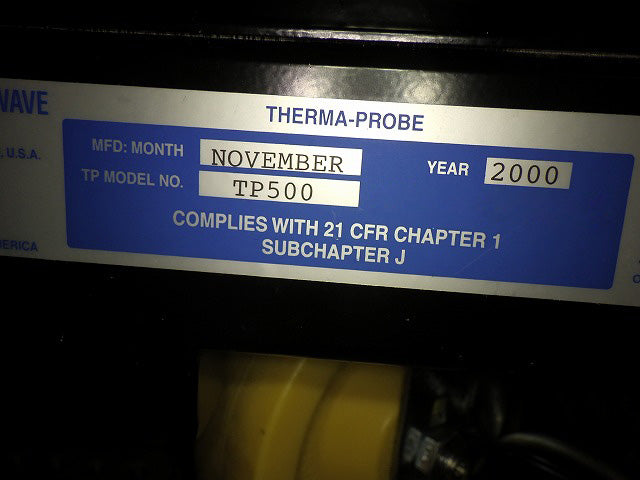 WAVE
THERMA-PROBE
, U.S.A.
MFD: MONTH NOVEMBER YEAR 2000
TP MODEL NO. TP500
COMPLIES WITH 21 CFR CHAPTER 1
SUBCHAPTER J